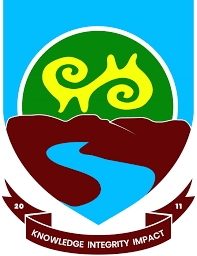 20 11
KNOWLEDGE INTEGRITY IMPACT